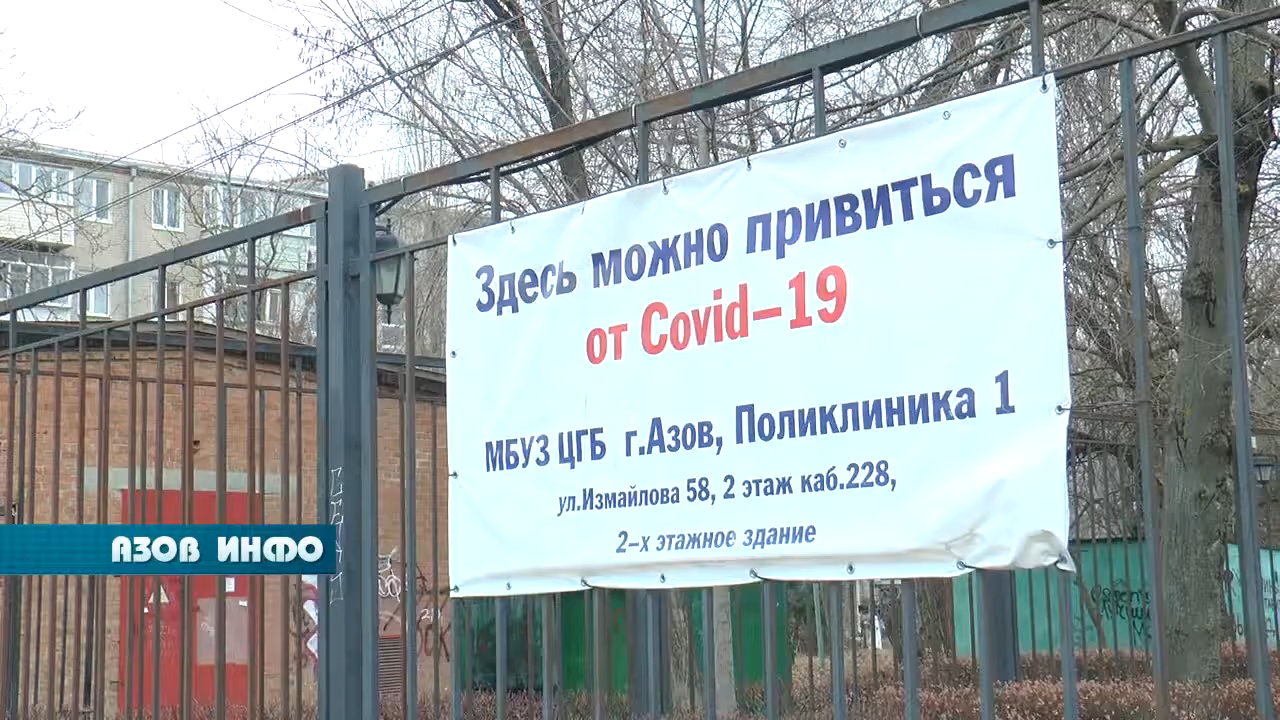 Здесь можно привиться
от Covid–19
МБУЗ ЦГБ г.Азов, Поликлиника 1
ул.Измайлова 58, 2 этаж каб.228,
2–х этажное здание
АЗОВ ИНФО